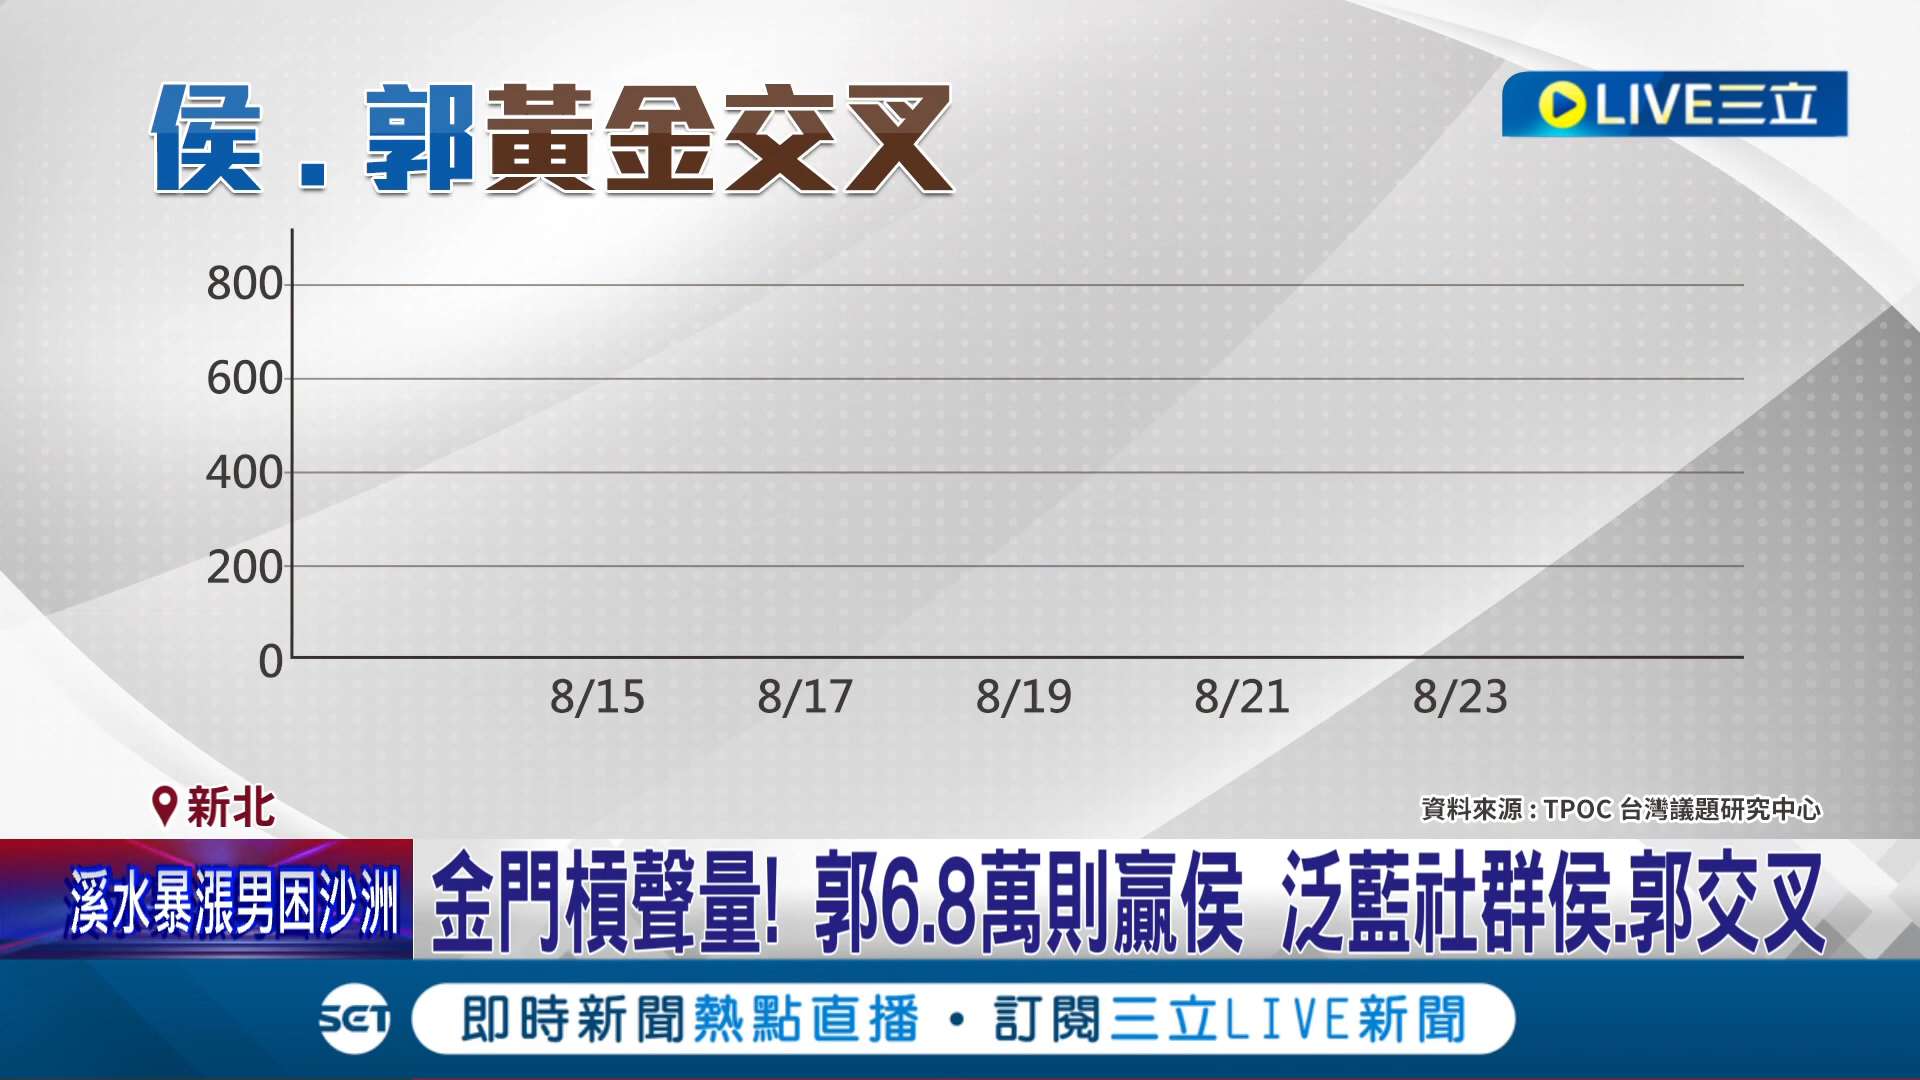 侯．郭黃金交叉
LIVE三立
800
600
400
200
0
8/15 8/17 8/19 8/21 8/23
新北
資料來源：TPOC 台灣議題研究中心
溪水暴漲男困沙洲
金門槓聲量! 郭6.8萬則贏侯 泛藍社群侯.郭交叉
SET
即時新聞熱點直播・訂閱三立LIVE新聞